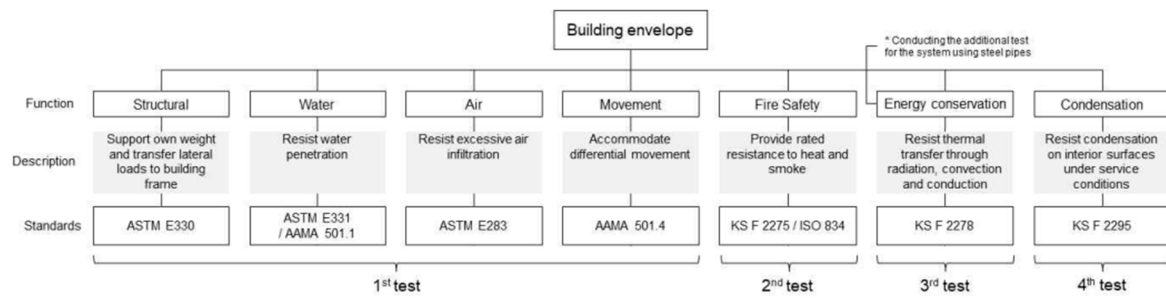 Building envelope
* Conducting the additional test
for the system using steel pipes
Function
Structural
Water
Air
Movement
Fire Safety
Energy conservation
Condensation
Description
Support own weight
and transfer lateral
loads to building
frame
Resist water
penetration
Resist excessive air
infiltration
Accommodate
differential movement
Provide rated
resistance to heat and
smoke
Resist thermal
transfer through
radiation, convection
and conduction
Resist condensation
on interior surfaces
under service
conditions
Standards
ASTM E330
ASTM E331
/ AAMA 501.1
ASTM E283
AAMA 501.4
KS F 2275 / ISO 834
KS F 2278
KS F 2295
1st test
2nd test
3rd test
4th test